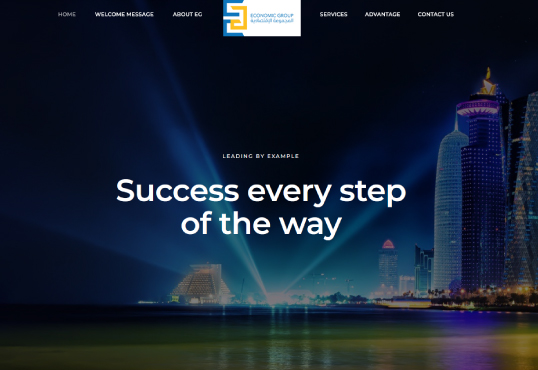 HOME
WELCOME MESSAGE
ABOUT EG
ECONOMIC GROUP
المجموعة الإقتصادية
SERVICES
ADVANTAGE
CONTACT US
LEADING BY EXAMPLE
Success every step
of the way